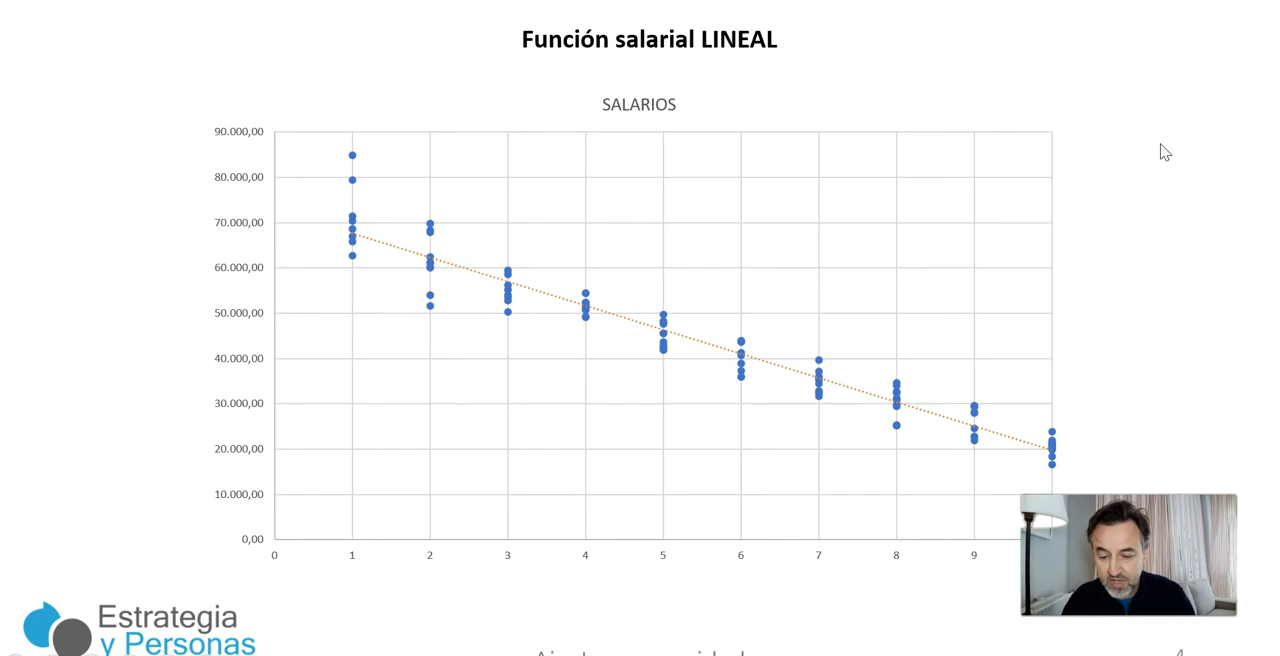 Función salarial LINEAL
SALARIOS
90.000,00
80.000,00
70.000,00
60.000,00
50.000,00
40.000,00
30.000,00
20.000,00
10.000,00
0,00
0 1 2 3 4 5 6 7 8 9
Estrategia
y Personas
4